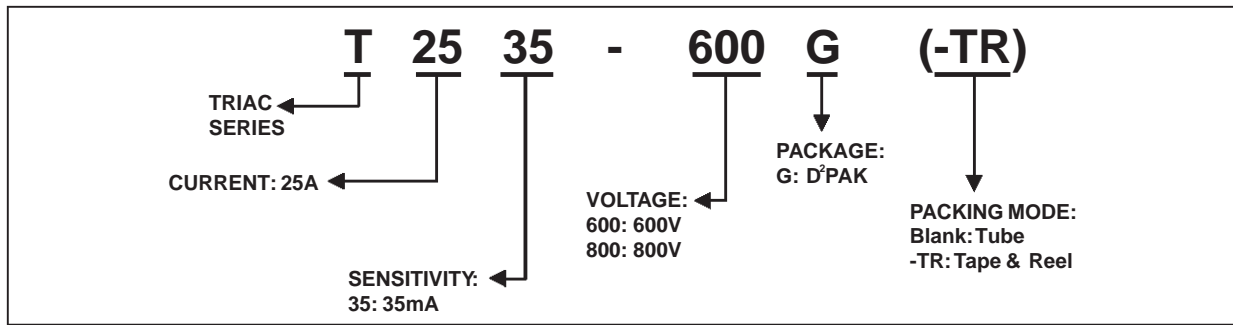 T 25 35 - 600 G (-TR)
TRIAC
SERIES
CURRENT: 25A
SENSITIVITY:
35: 35mA
VOLTAGE:
600: 600V
800: 800V
PACKAGE:
G: D²PAK
PACKING MODE:
Blank: Tube
-TR: Tape & Reel